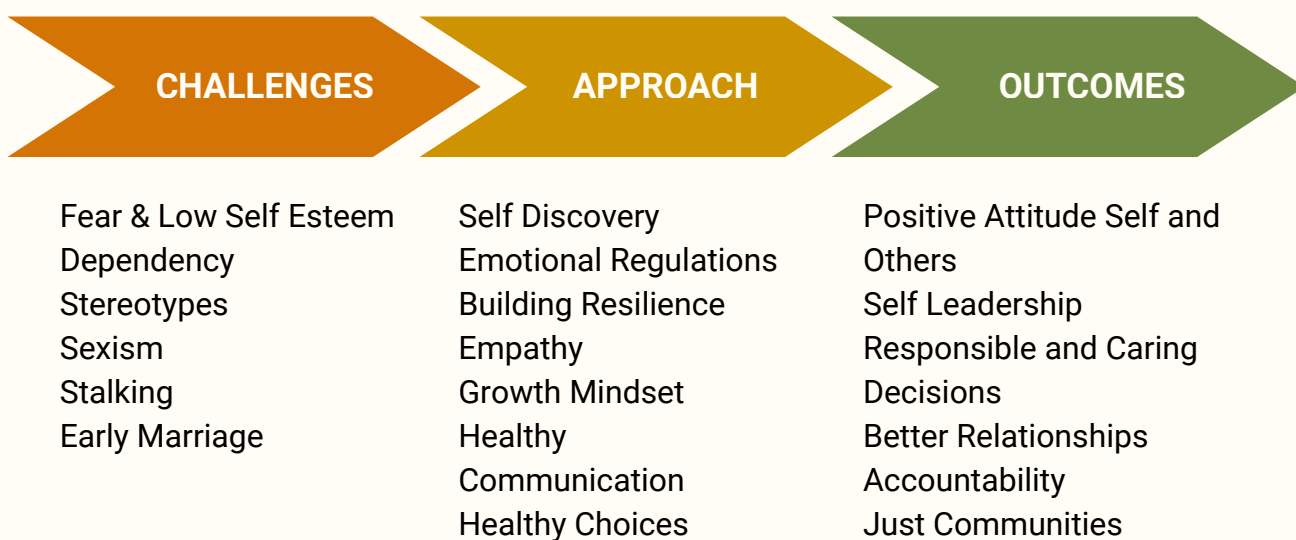 CHALLENGES
APPROACH
OUTCOMES
Fear & Low Self Esteem
Dependency
Stereotypes
Sexism
Stalking
Early Marriage
Self Discovery
Emotional Regulations
Building Resilience
Empathy
Growth Mindset
Healthy
Communication
Healthy Choices
Positive Attitude Self and
Others
Self Leadership
Responsible and Caring
Decisions
Better Relationships
Accountability
Just Communities